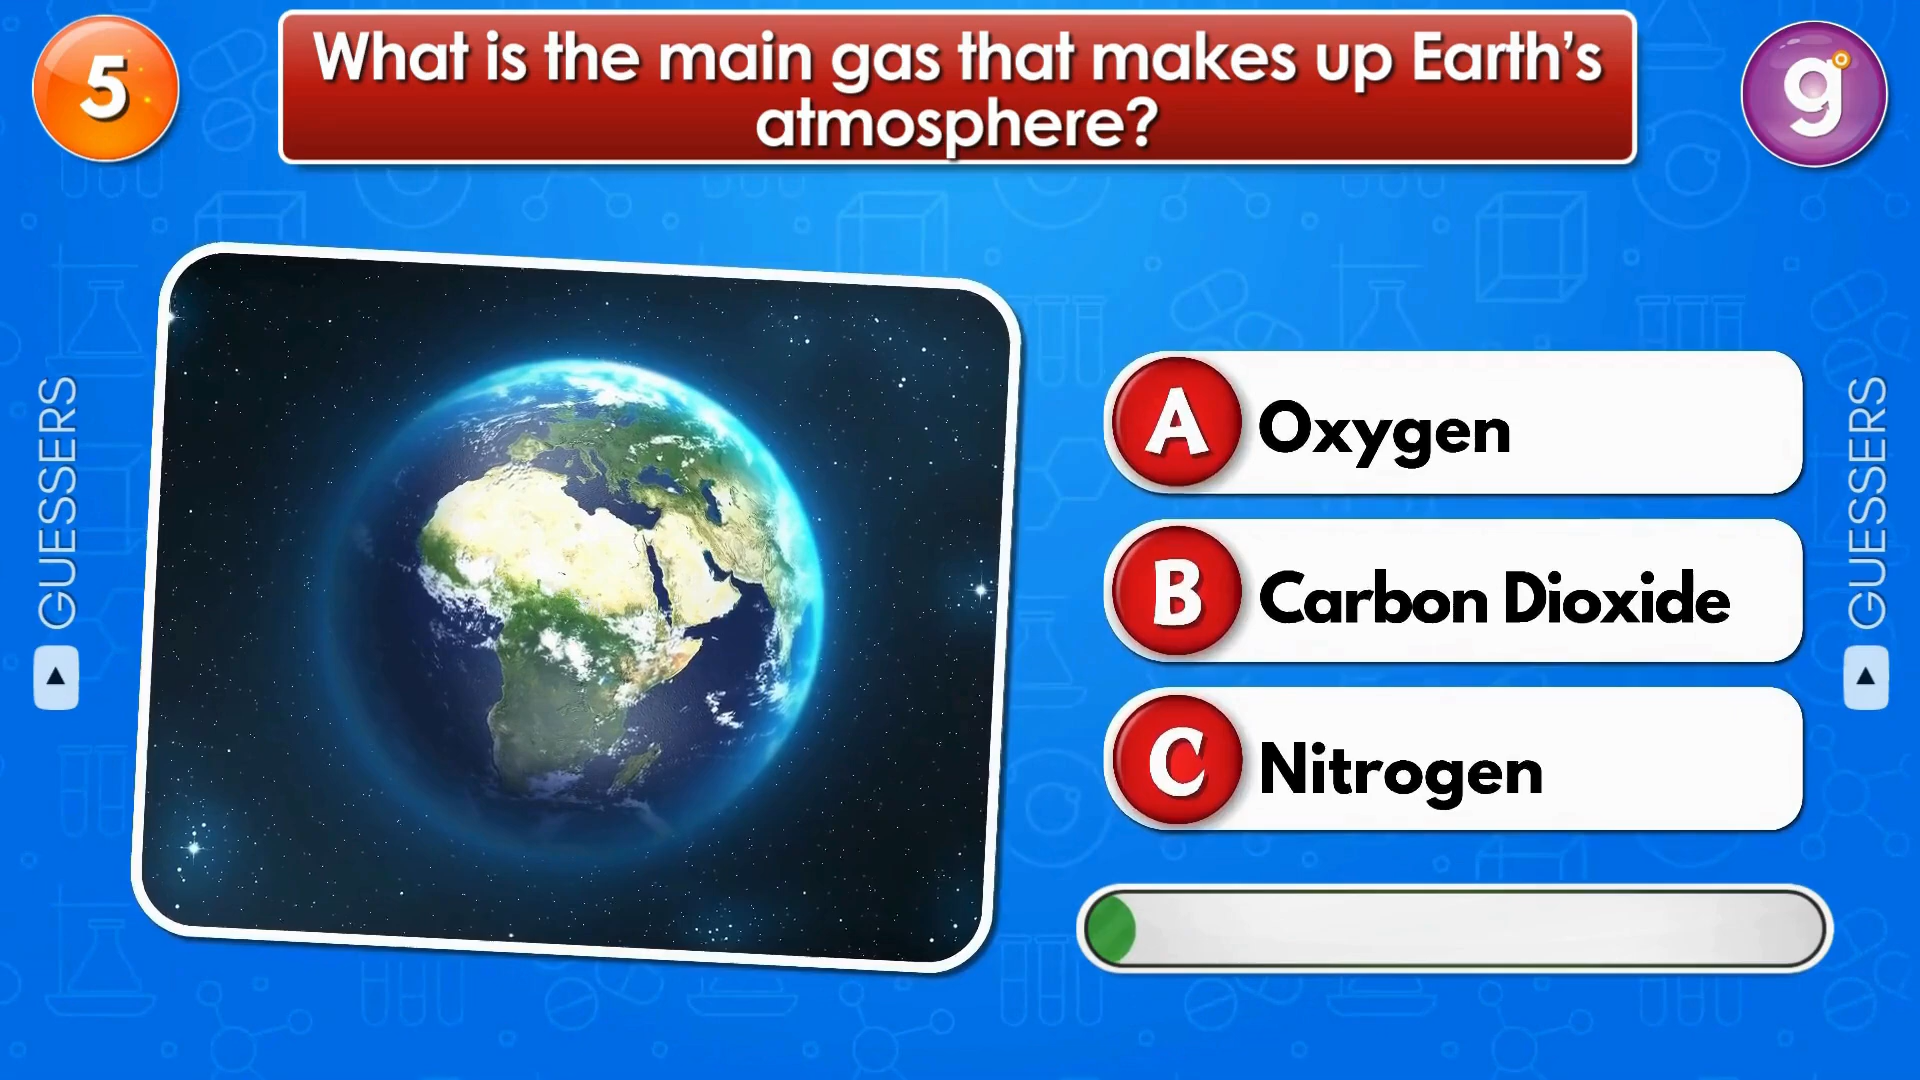 5
What is the main gas that makes up Earth's
atmosphere?
g
GUESSERS
A Oxygen
B Carbon Dioxide
C Nitrogen
GUESSERS